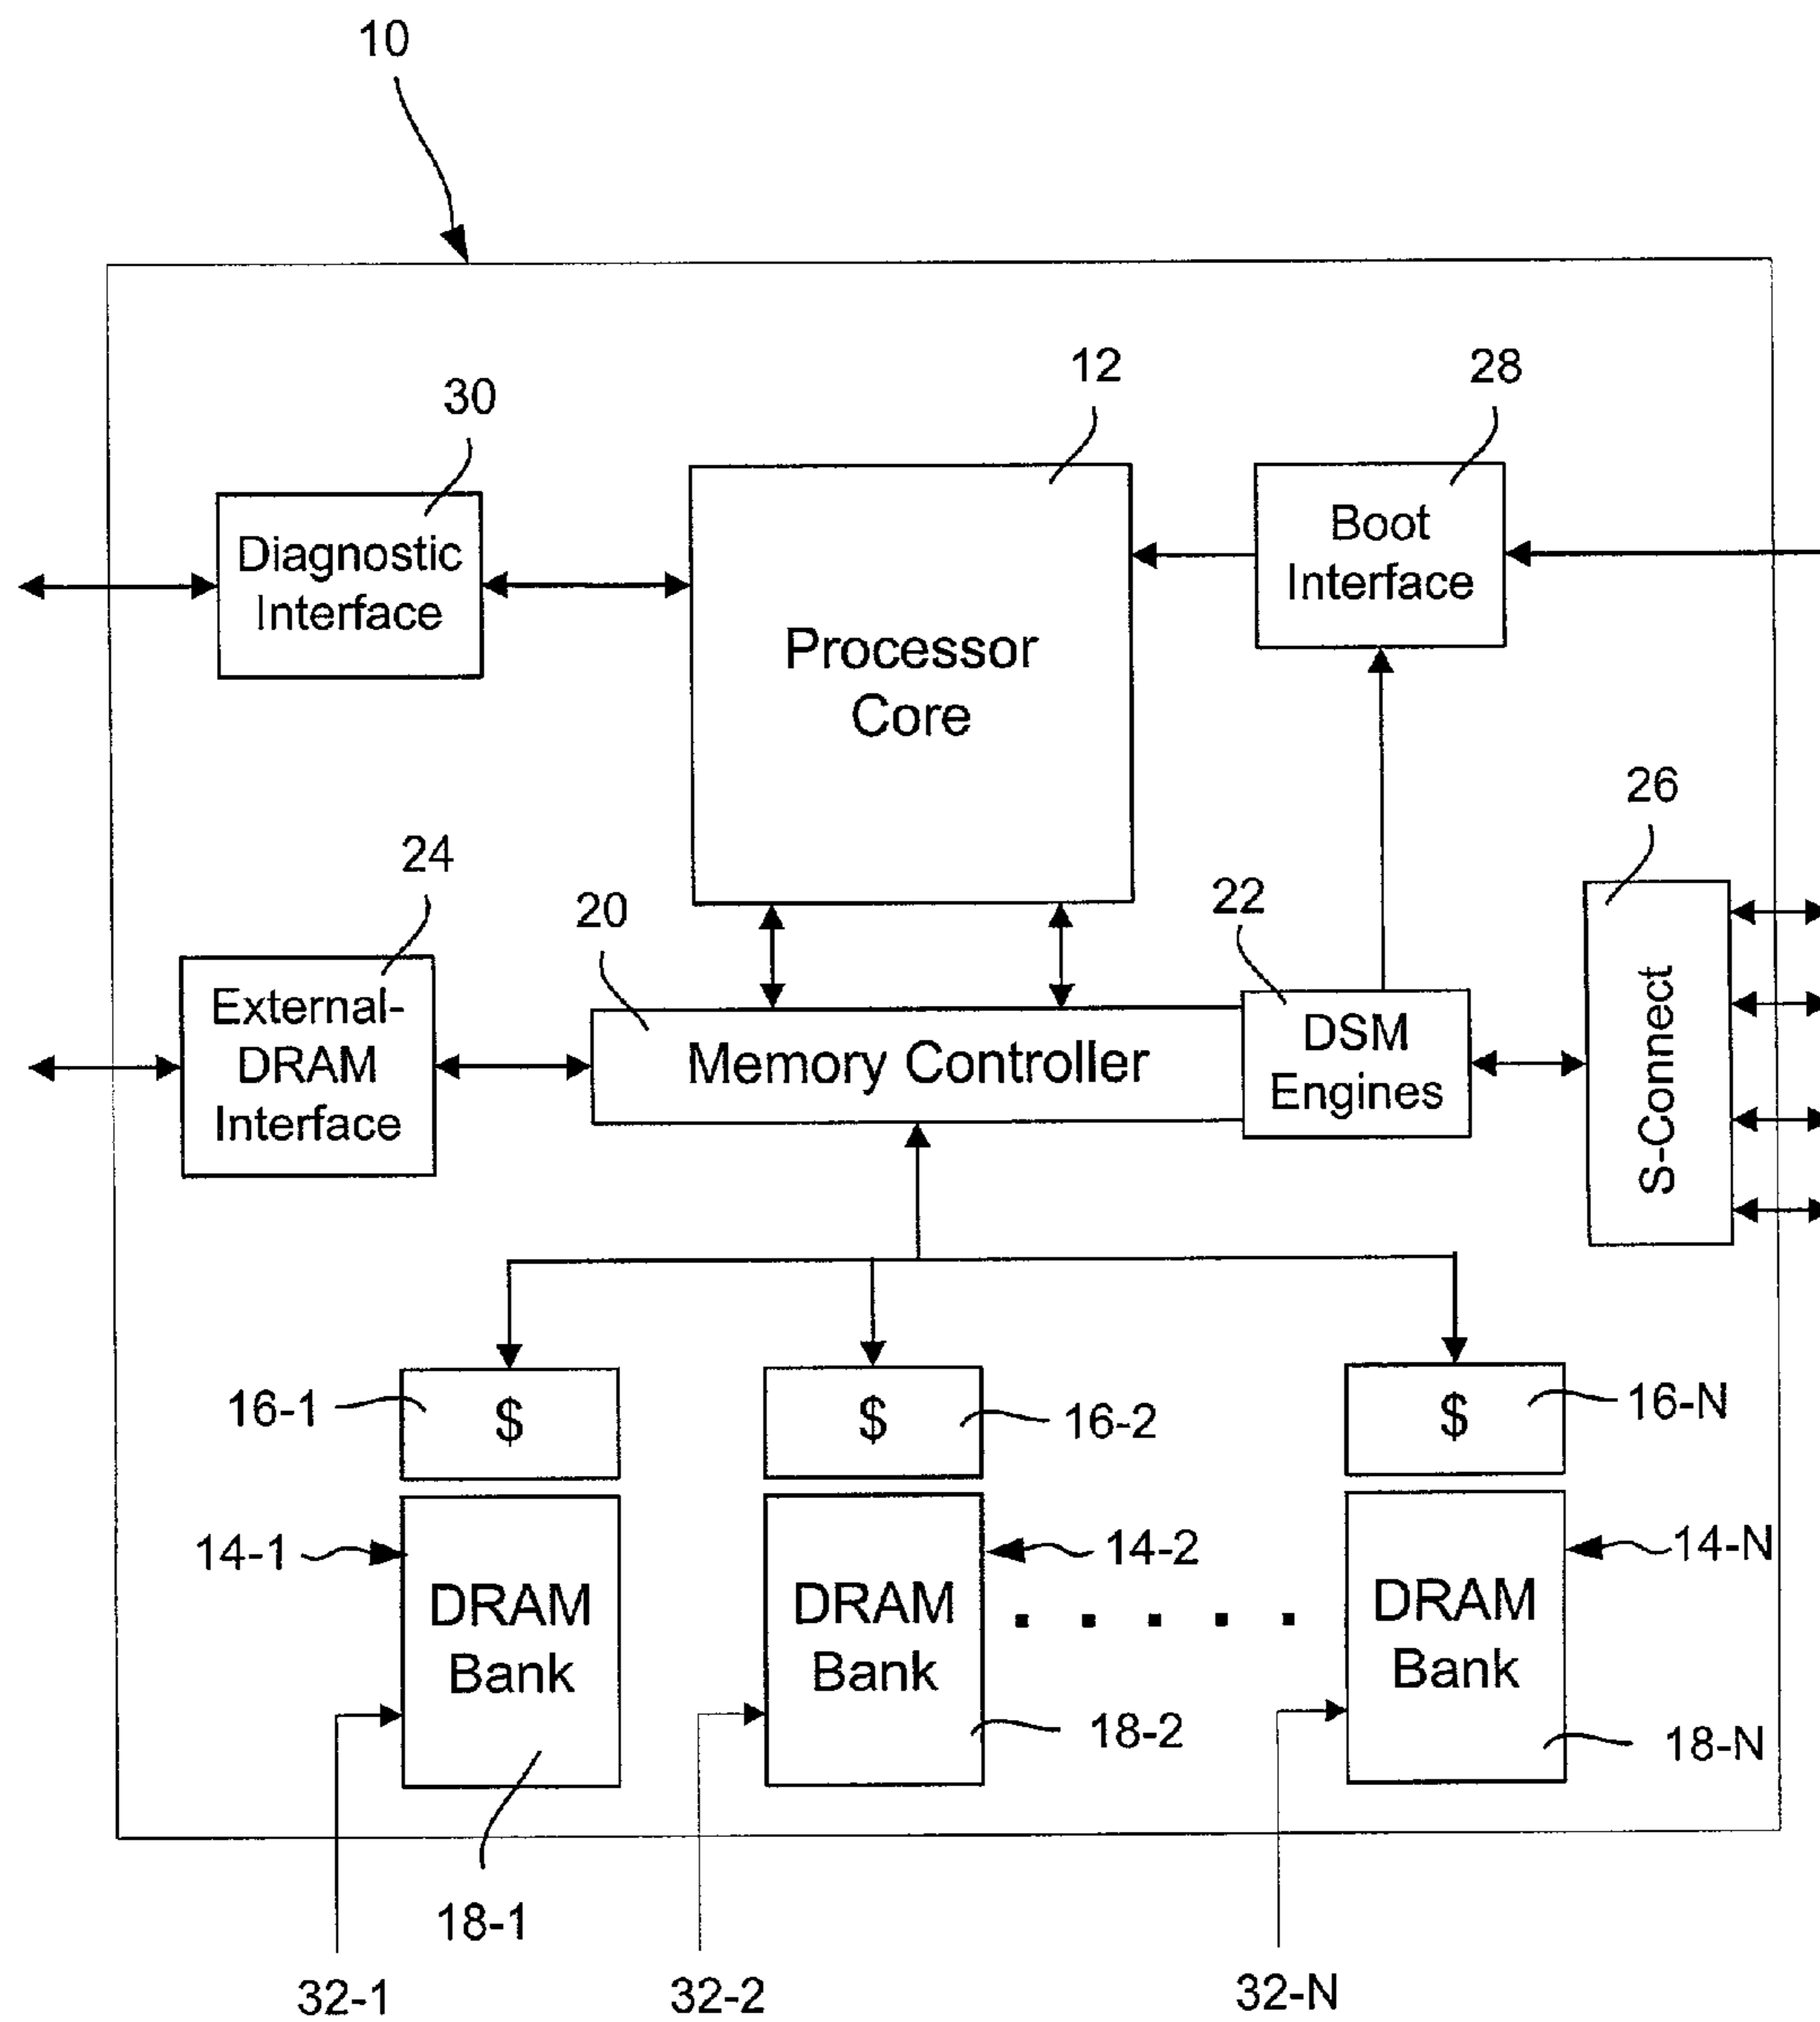 10
12
28
30
Diagnostic
Interface
Boot
Interface
Processor
Core
26
24
20
22
External-
DRAM
Interface
Memory Controller
DSM
Engines
S-Connect
16-1
$
$
16-2
$
16-N
14-1
14-2
14-N
DRAM
Bank
DRAM
Bank
. . . . .
DRAM
Bank
18-2
18-N
18-1
32-1
32-2
32-N